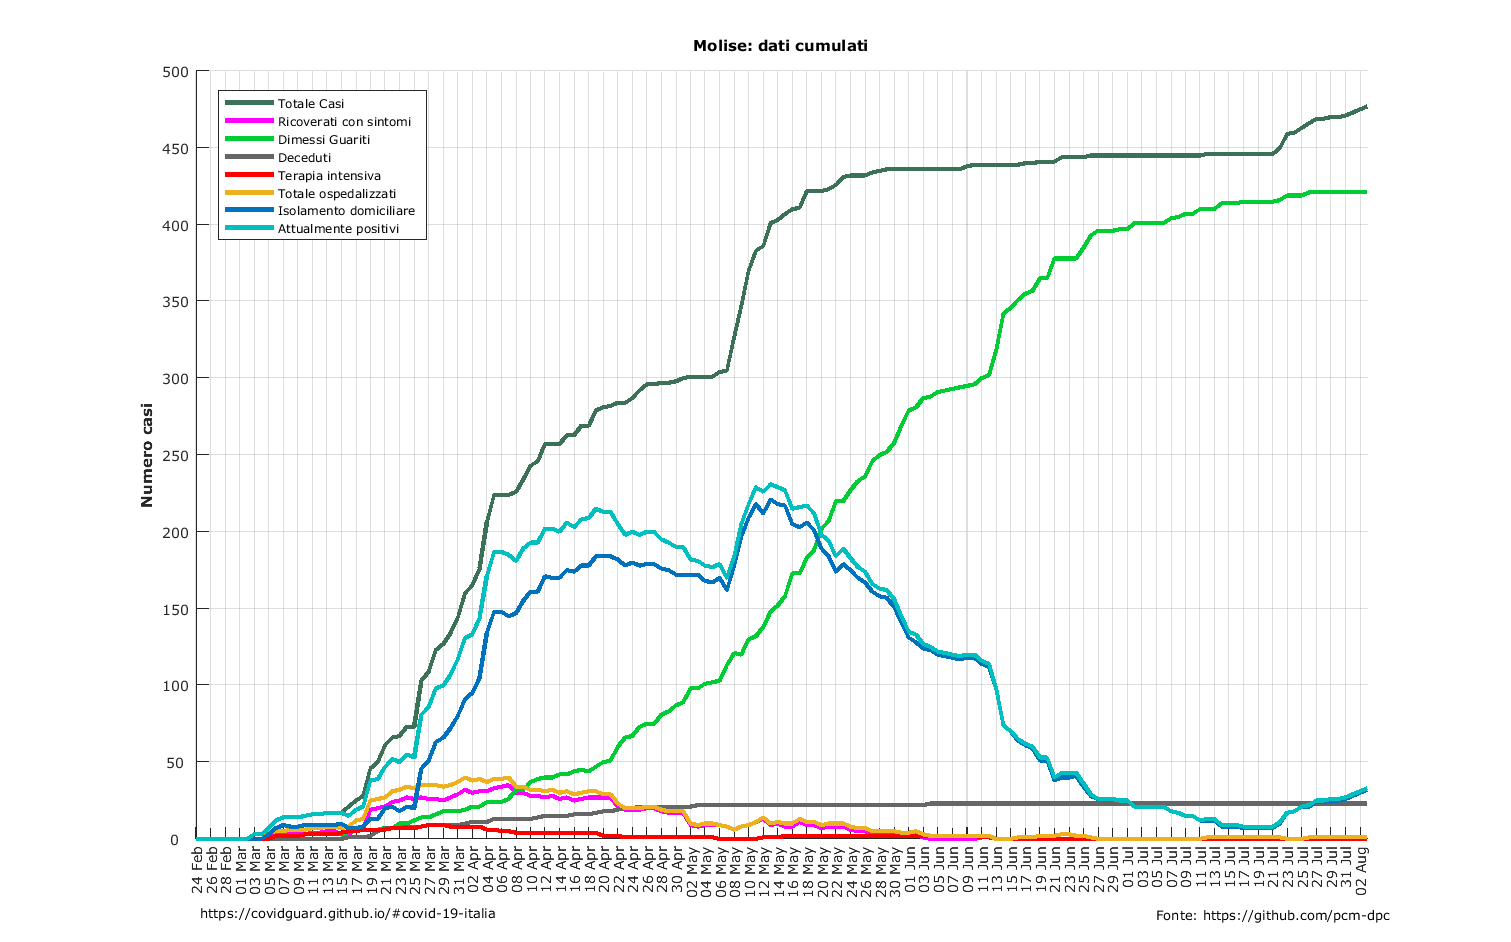 Molise: dati cumulati
Numero casi
500
450
400
350
300
250
200
150
100
50
0
Totale Casi
Ricoverati con sintomi
Dimessi Guariti
Deceduti
Terapia intensiva
Totale ospedalizzati
Isolamento domiciliare
Attualmente positivi
24 Feb
26 Feb
28 Feb
01 Mar
03 Mar
05 Mar
07 Mar
09 Mar
11 Mar
13 Mar
15 Mar
17 Mar
19 Mar
21 Mar
23 Mar
25 Mar
27 Mar
29 Mar
31 Mar
02 Apr
04 Apr
06 Apr
08 Apr
10 Apr
12 Apr
14 Apr
16 Apr
18 Apr
20 Apr
22 Apr
24 Apr
26 Apr
28 Apr
30 Apr
02 May
04 May
06 May
08 May
10 May
12 May
14 May
16 May
18 May
20 May
22 May
24 May
26 May
28 May
30 May
01 Jun
03 Jun
05 Jun
07 Jun
09 Jun
11 Jun
13 Jun
15 Jun
17 Jun
19 Jun
21 Jun
23 Jun
25 Jun
27 Jun
29 Jun
01 Jul
03 Jul
05 Jul
07 Jul
09 Jul
11 Jul
13 Jul
15 Jul
17 Jul
19 Jul
21 Jul
23 Jul
25 Jul
27 Jul
29 Jul
31 Jul
02 Aug
https://covidguard.github.io/#covid-19-italia
Fonte: https://github.com/pcm-dpc